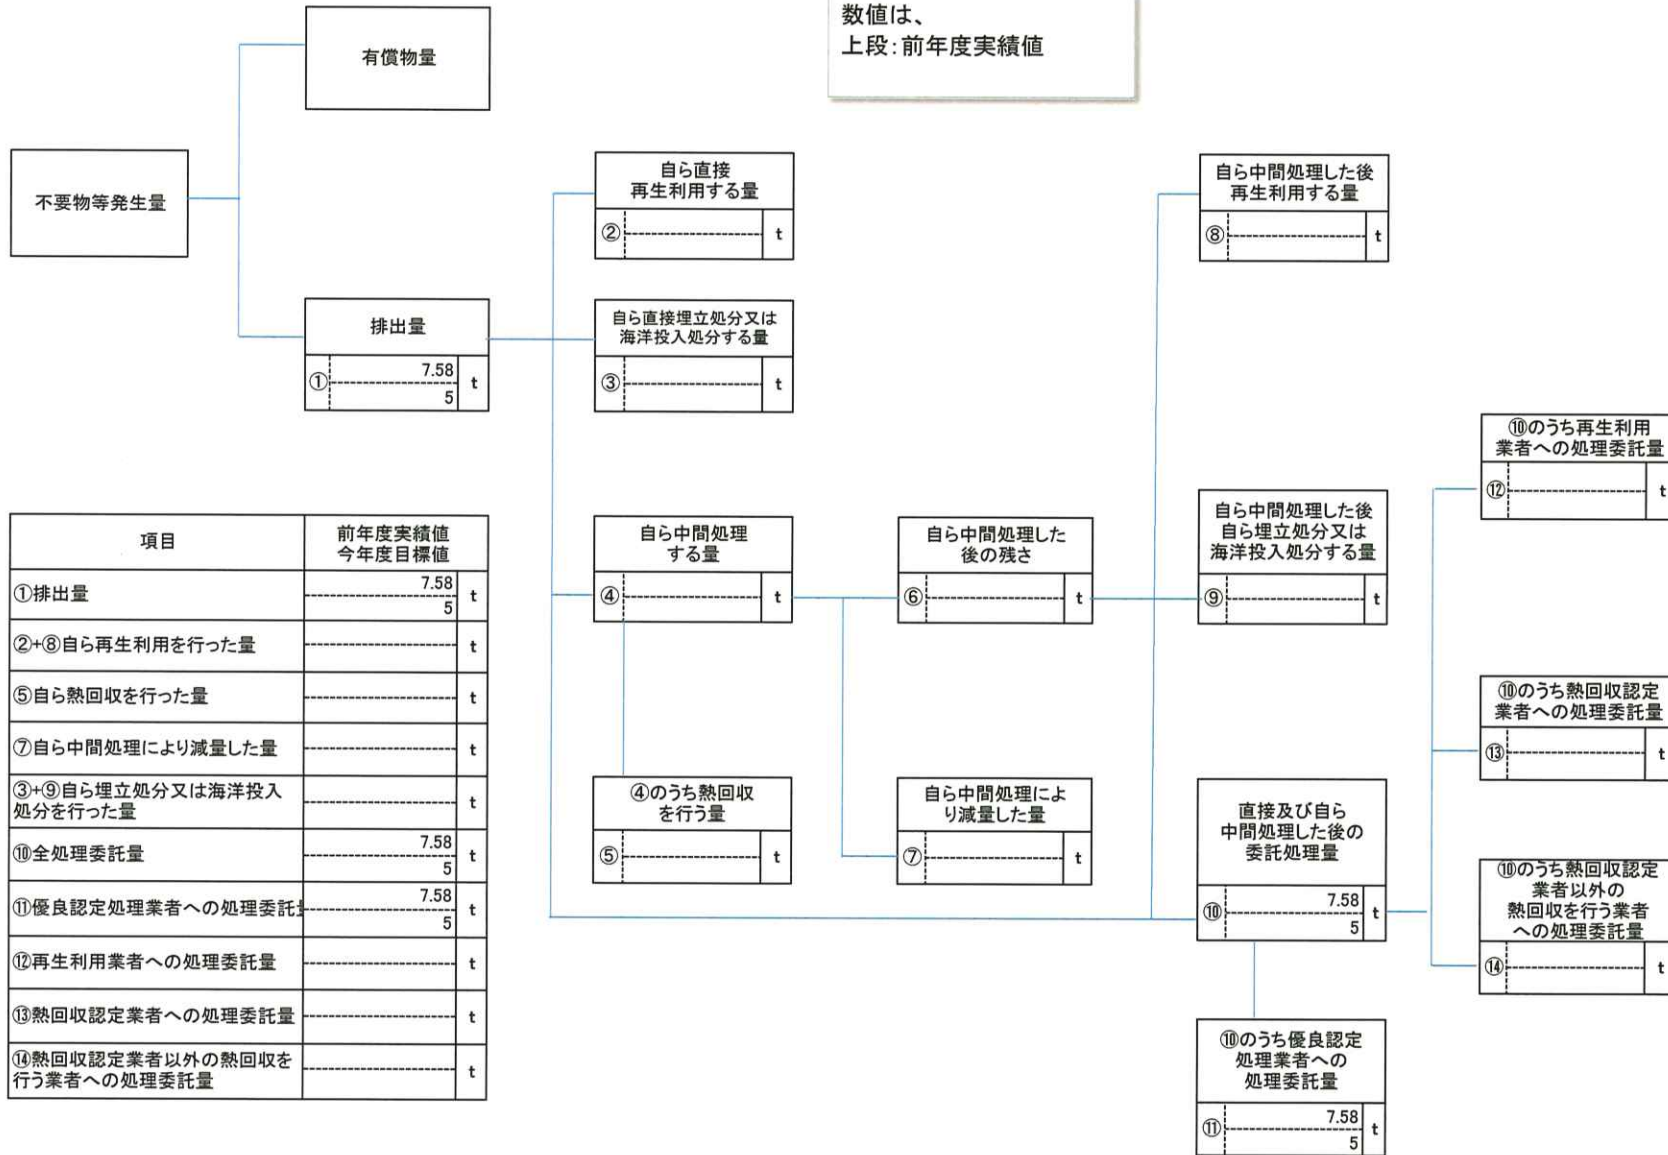 数値は、
上段:前年度実績値
有償物量
不要物等発生量
排出量
① 7.58 t
5
自ら直接
再生利用する量
② t
自ら直接埋立処分又は
海洋投入処分する量
③ t
自ら中間処理
する量
④ t
④のうち熱回収
を行う量
⑤ t
自ら中間処理した
後の残さ
⑥ t
自ら中間処理によ
り減量した量
⑦ t
自ら中間処理した後
再生利用する量
⑧ t
自ら中間処理した後
自ら埋立処分又は
海洋投入処分する量
⑨ t
直接及び自ら
中間処理した後の
委託処理量
⑩ 7.58 t
5
⑩のうち優良認定
処理業者への
処理委託量
⑪ 7.58 t
5
⑩のうち再生利用
業者への処理委託量
⑫ t
⑩のうち熱回収認定
業者への処理委託量
⑬ t
⑩のうち熱回収認定
業者以外の
熱回収を行う業者
への処理委託量
⑭ t
項目 前年度実績値
今年度目標値
①排出量 7.58 t
5
②+⑧自ら再生利用を行った量 t
⑤自ら熱回収を行った量 t
⑦自ら中間処理により減量した量 t
③+⑨自ら埋立処分又は海洋投入
処分を行った量 t
⑩全処理委託量 7.58 t
5
⑪優良認定処理業者への処理委託 7.58 t
5
⑫再生利用業者への処理委託量 t
⑬熱回収認定業者への処理委託量 t
⑭熱回収認定業者以外の熱回収を
行う業者への処理委託量 t